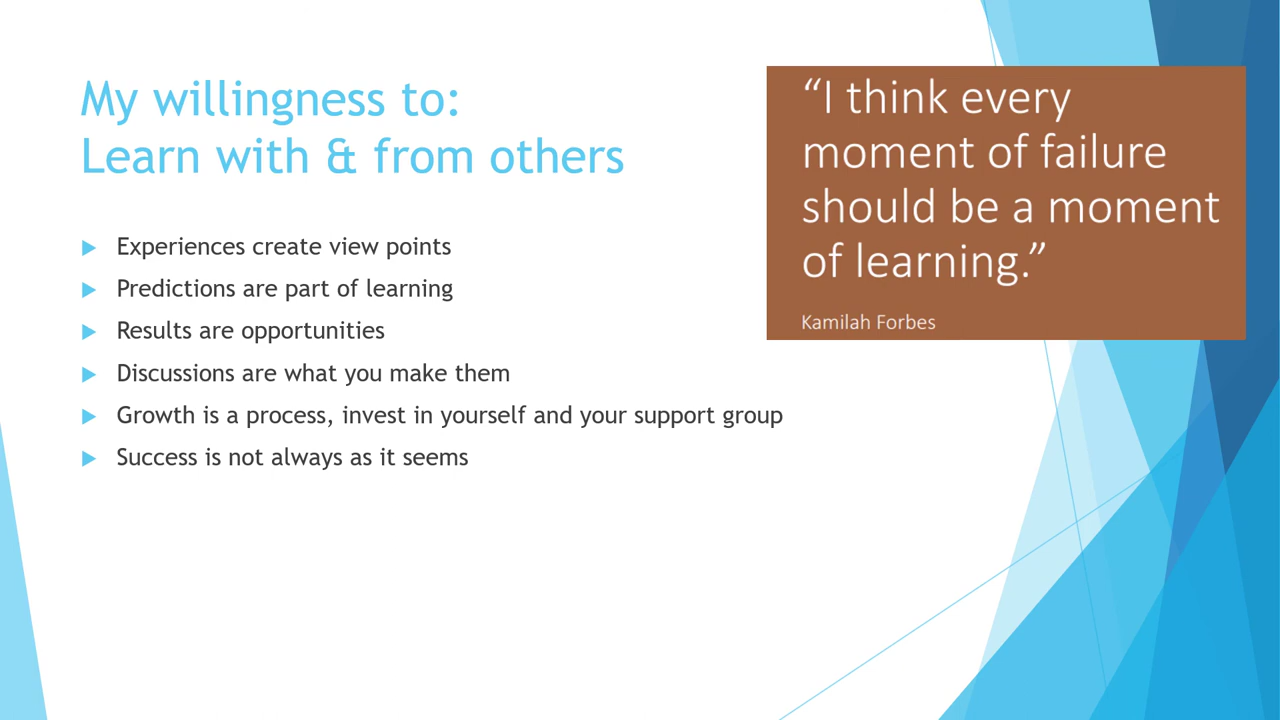 My willingness to:
Learn with & from others
Experiences create view points
Predictions are part of learning
Results are opportunities
Discussions are what you make them
Growth is a process, invest in yourself and your support group
Success is not always as it seems
“I think every
moment of failure
should be a moment
of learning.”
Kamilah Forbes